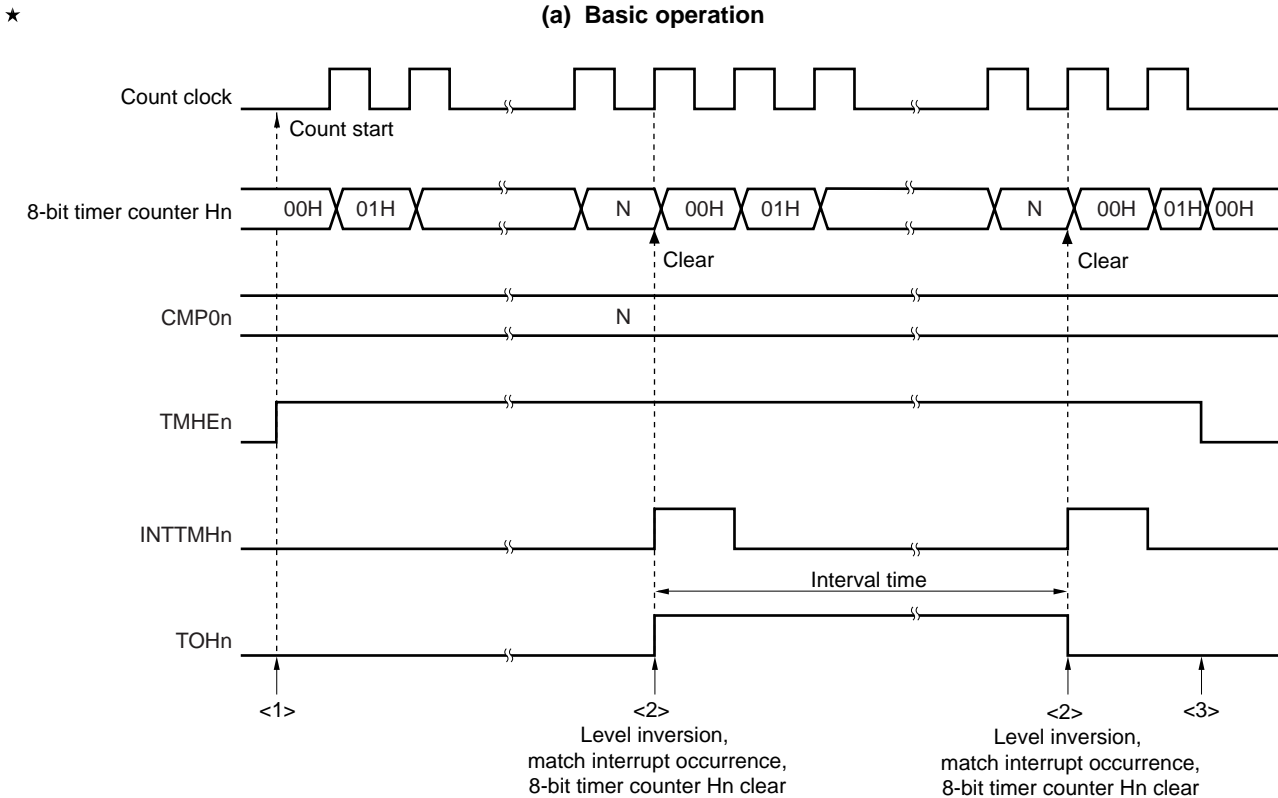 ★ (a) Basic operation
Count clock
Count start
8-bit timer counter Hn 00H 01H N 00H 01H N 00H 01H 00H
Clear Clear
CMP0n N
TMHEn
INTTMHn
Interval time
TOHn
<1> <2> <2> <3>
Level inversion,
match interrupt occurrence,
8-bit timer counter Hn clear
Level inversion,
match interrupt occurrence,
8-bit timer counter Hn clear